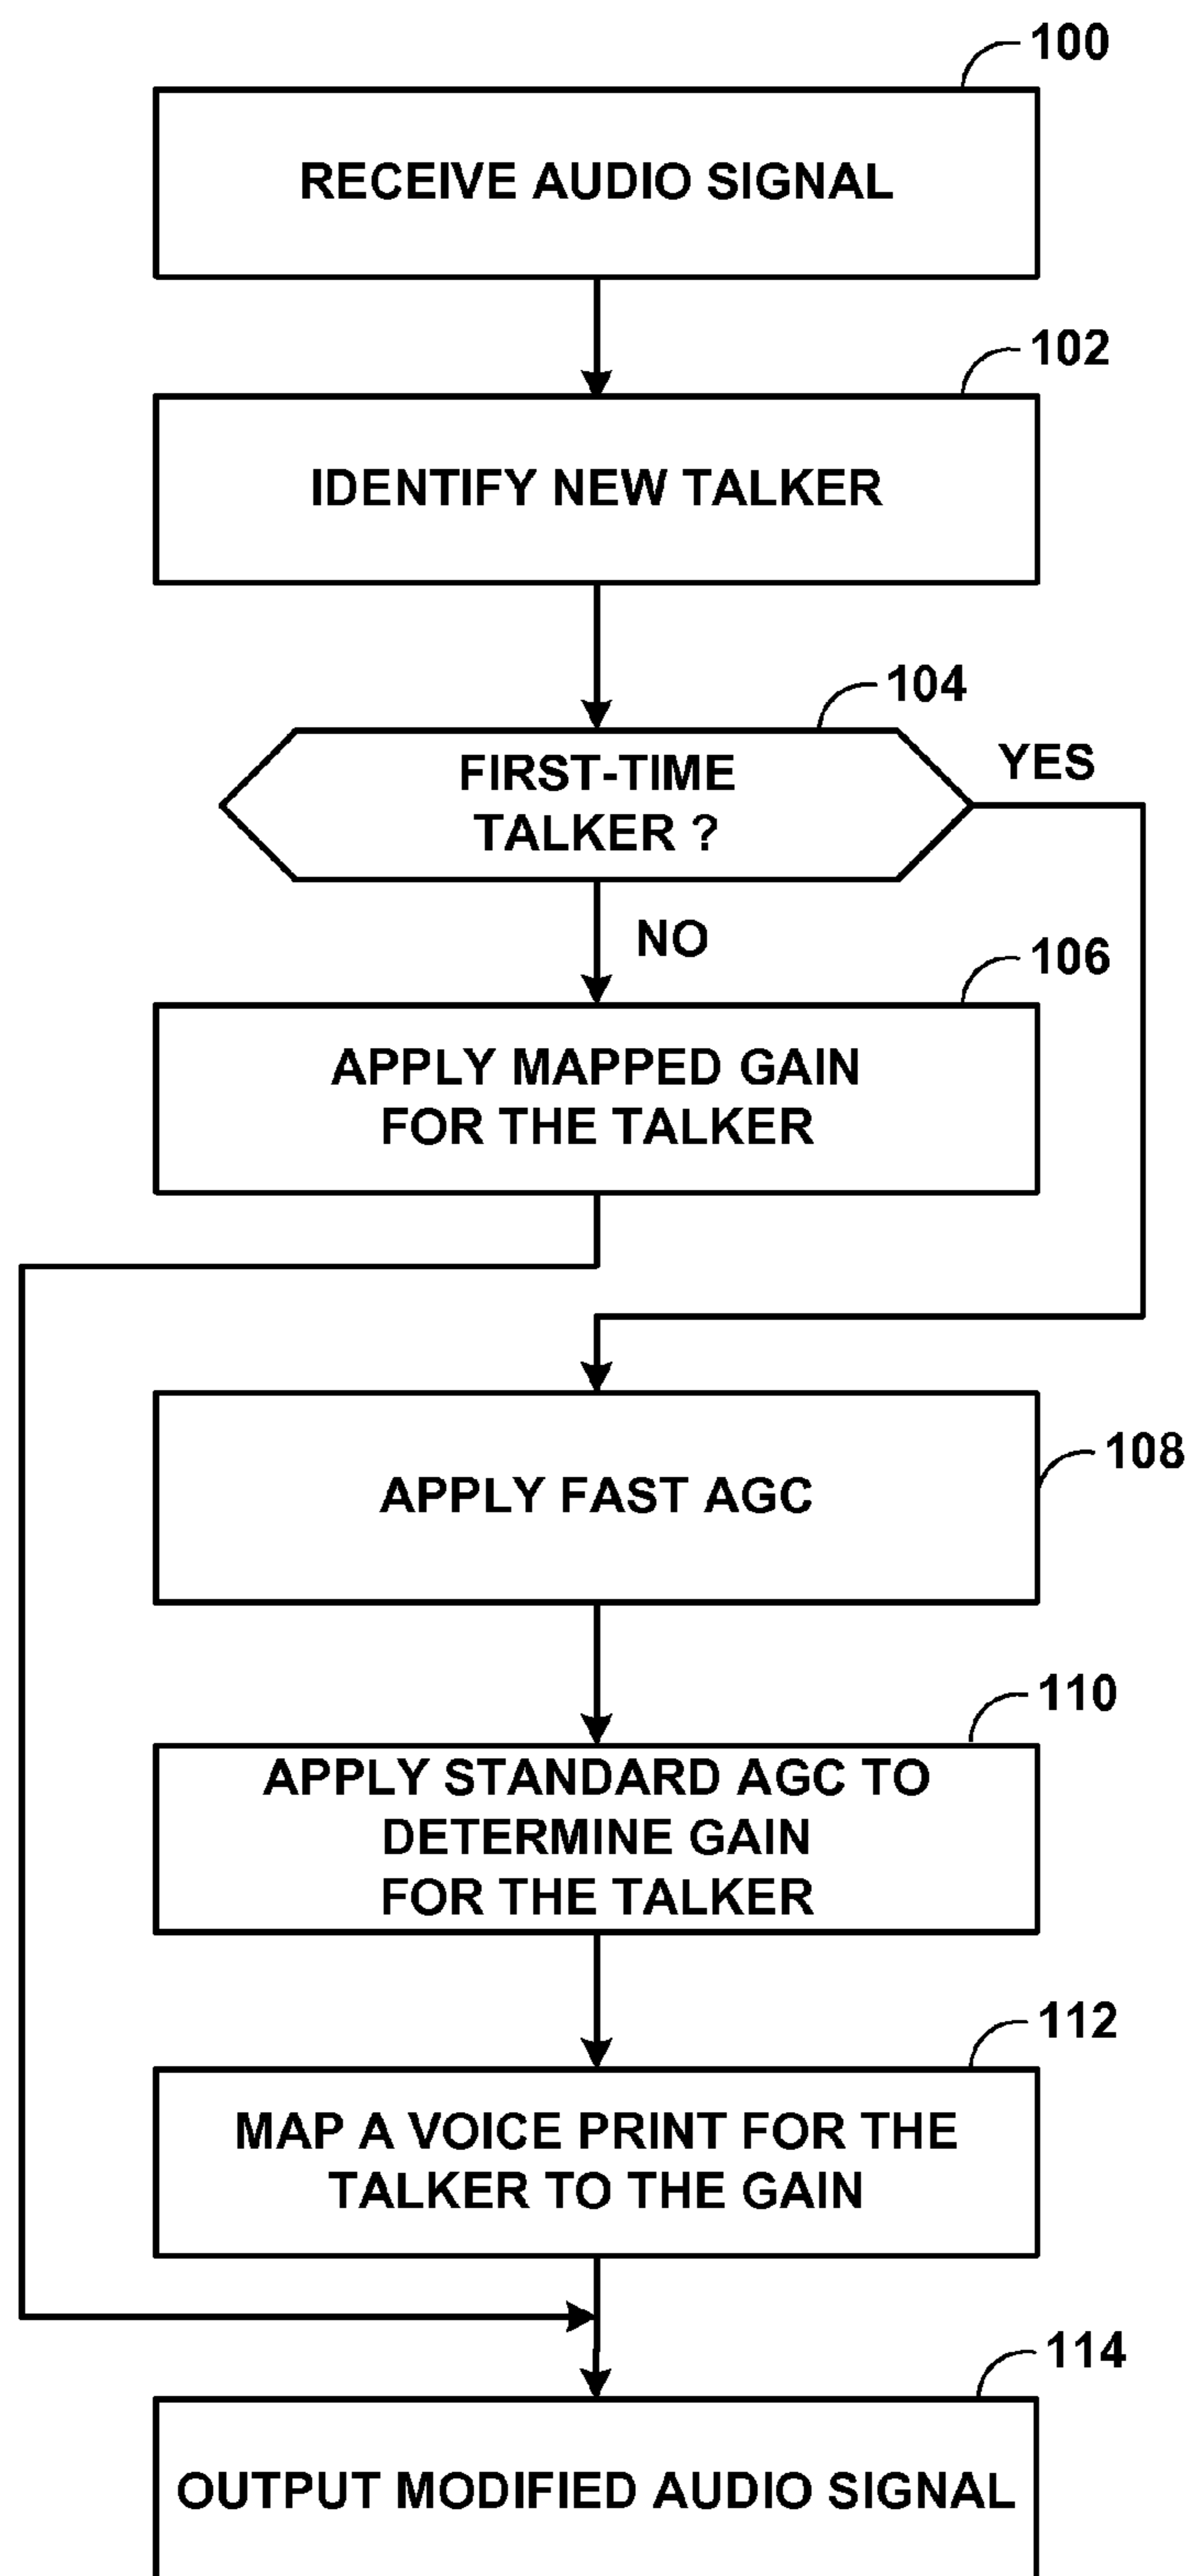 100
RECEIVE AUDIO SIGNAL
102
IDENTIFY NEW TALKER
104
FIRST-TIME
TALKER ?
YES
NO
106
APPLY MAPPED GAIN
FOR THE TALKER
108
APPLY FAST AGC
110
APPLY STANDARD AGC TO
DETERMINE GAIN
FOR THE TALKER
112
MAP A VOICE PRINT FOR THE
TALKER TO THE GAIN
114
OUTPUT MODIFIED AUDIO SIGNAL